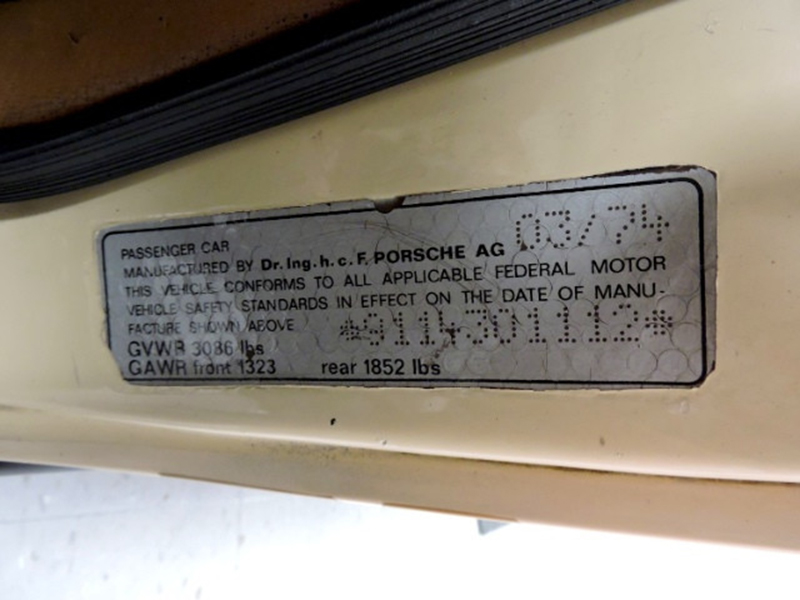 PASSENGER CAR 03/74
MANUFACTURED BY Dr. Ing. h. c. F. PORSCHE AG
THIS VEHICLE CONFORMS TO ALL APPLICABLE FEDERAL MOTOR
VEHICLE SAFETY STANDARDS IN EFFECT ON THE DATE OF MANU-
FACTURE SHOWN ABOVE *9114301112*
GVWR 3086 lbs
GAWR front 1323 rear 1852 lbs